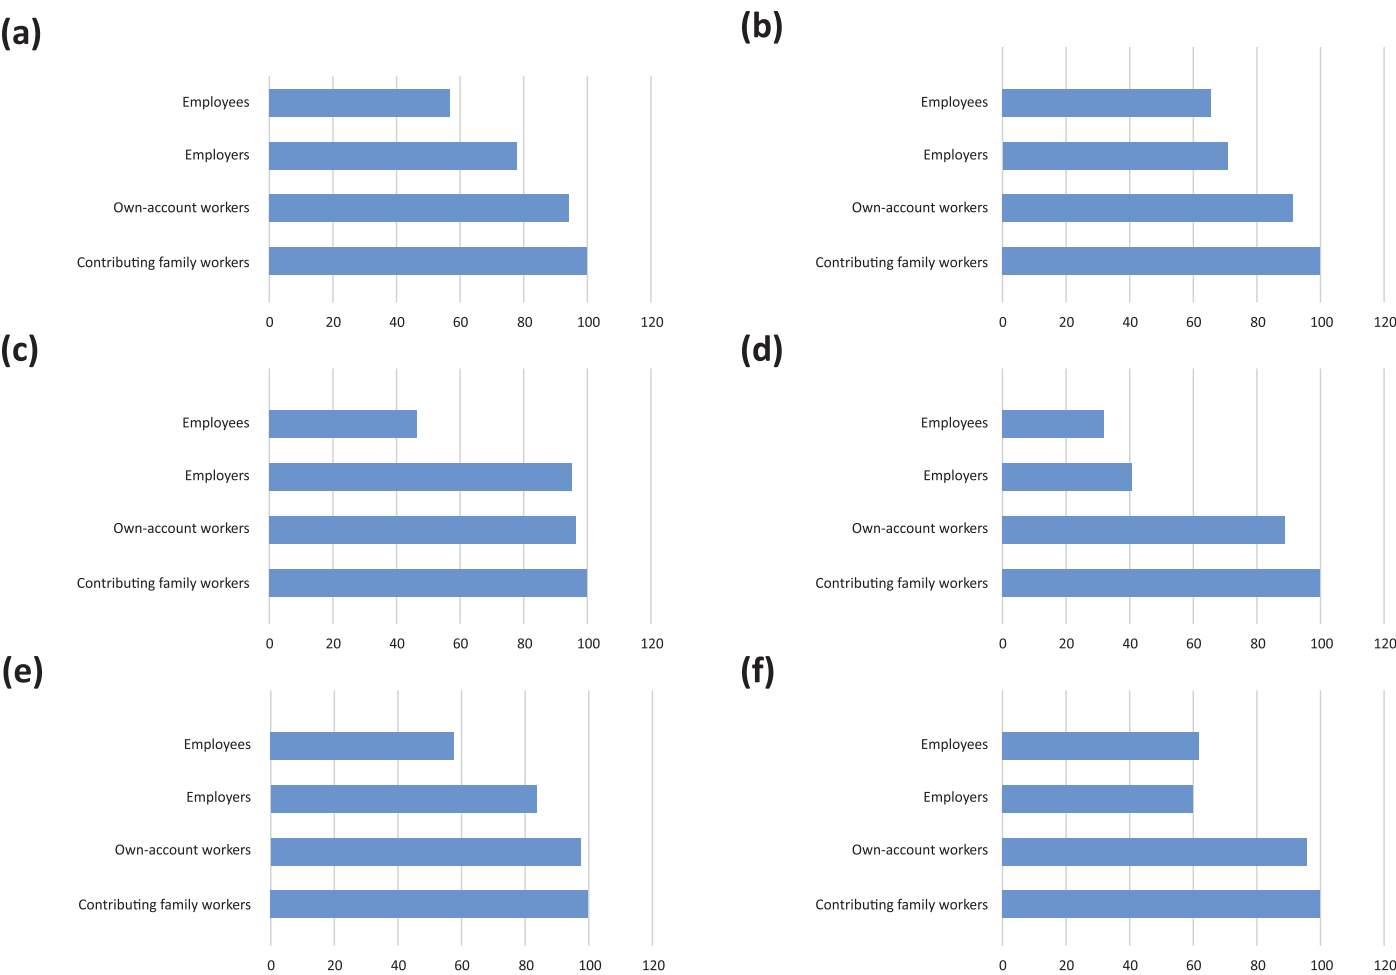 (a)
Employees
Employers
Own-account workers
Contributing family workers
0 20 40 60 80 100 120
(b)
Employees
Employers
Own-account workers
Contributing family workers
0 20 40 60 80 100 120
(c)
Employees
Employers
Own-account workers
Contributing family workers
0 20 40 60 80 100 120
(d)
Employees
Employers
Own-account workers
Contributing family workers
0 20 40 60 80 100 120
(e)
Employees
Employers
Own-account workers
Contributing family workers
0 20 40 60 80 100 120
(f)
Employees
Employers
Own-account workers
Contributing family workers
0 20 40 60 80 100 120